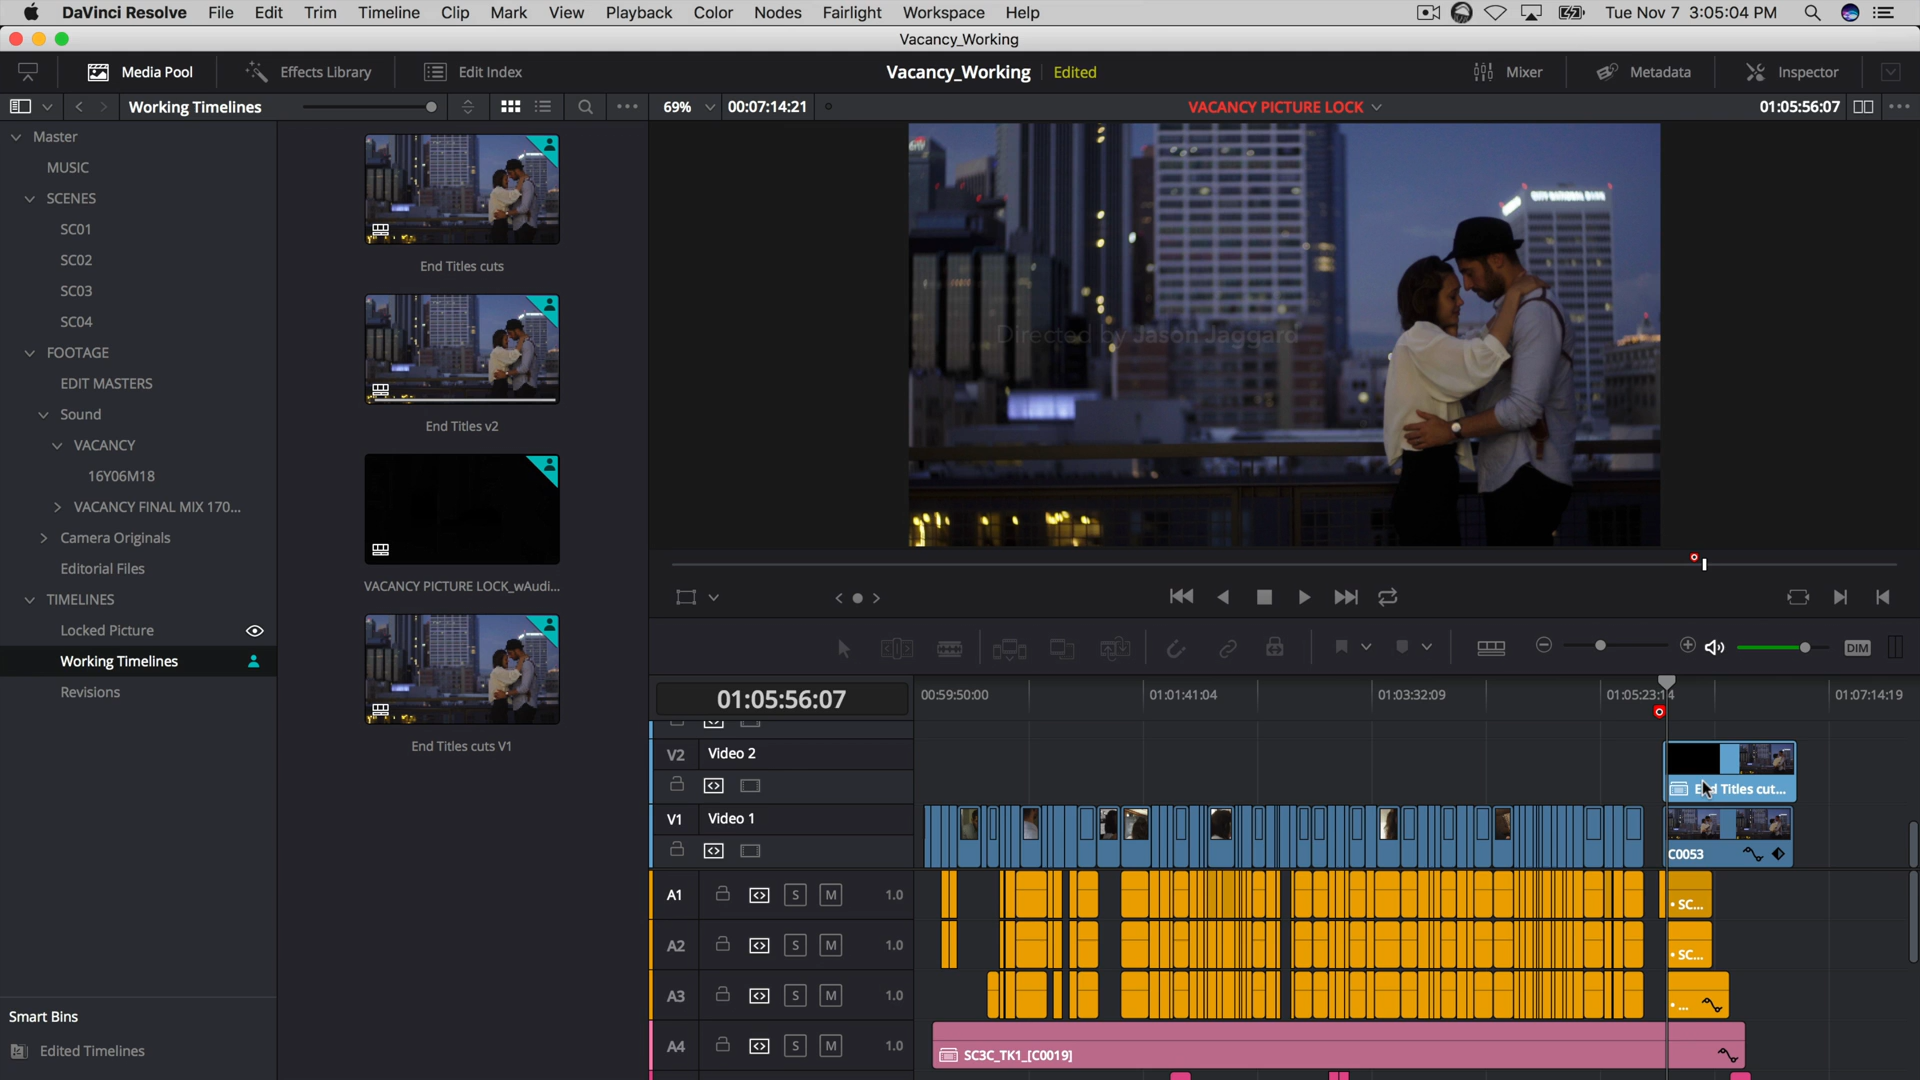 DaVinci Resolve File Edit Trim Timeline Clip Mark View Playback Color Nodes Fairlight Workspace Help Tue Nov 7 3:05:04 PM
Vacancy_Working
Media Pool Effects Library Edit Index Vacancy_Working Edited Mixer Metadata Inspector
Working Timelines 69% 00:07:14:21 VACANCY PICTURE LOCK 01:05:56:07
Master
MUSIC
SCENES
SC01
SC02
SC03
SC04
FOOTAGE
EDIT MASTERS
Sound
VACANCY
16Y06M18
VACANCY FINAL MIX 170...
Camera Originals
Editorial Files
TIMELINES
Locked Picture
Working Timelines
Revisions
Smart Bins
Edited Timelines
End Titles cuts
End Titles v2
VACANCY PICTURE LOCK_wAudi...
End Titles cuts V1
CITY NATIONAL BANK
Directed by Jason Jaggard
DIM
01:05:56:07 00:59:50:00 01:01:41:04 01:03:32:09 01:05:23:14 01:07:14:19
V2 Video 2
End Titles cut...
V1 Video 1
C0053
A1 S M 1.0
• SC...
A2 S M 1.0
• SC...
A3 S M 1.0
• ...
A4 S M 1.0
SC3C_TK1_[C0019]